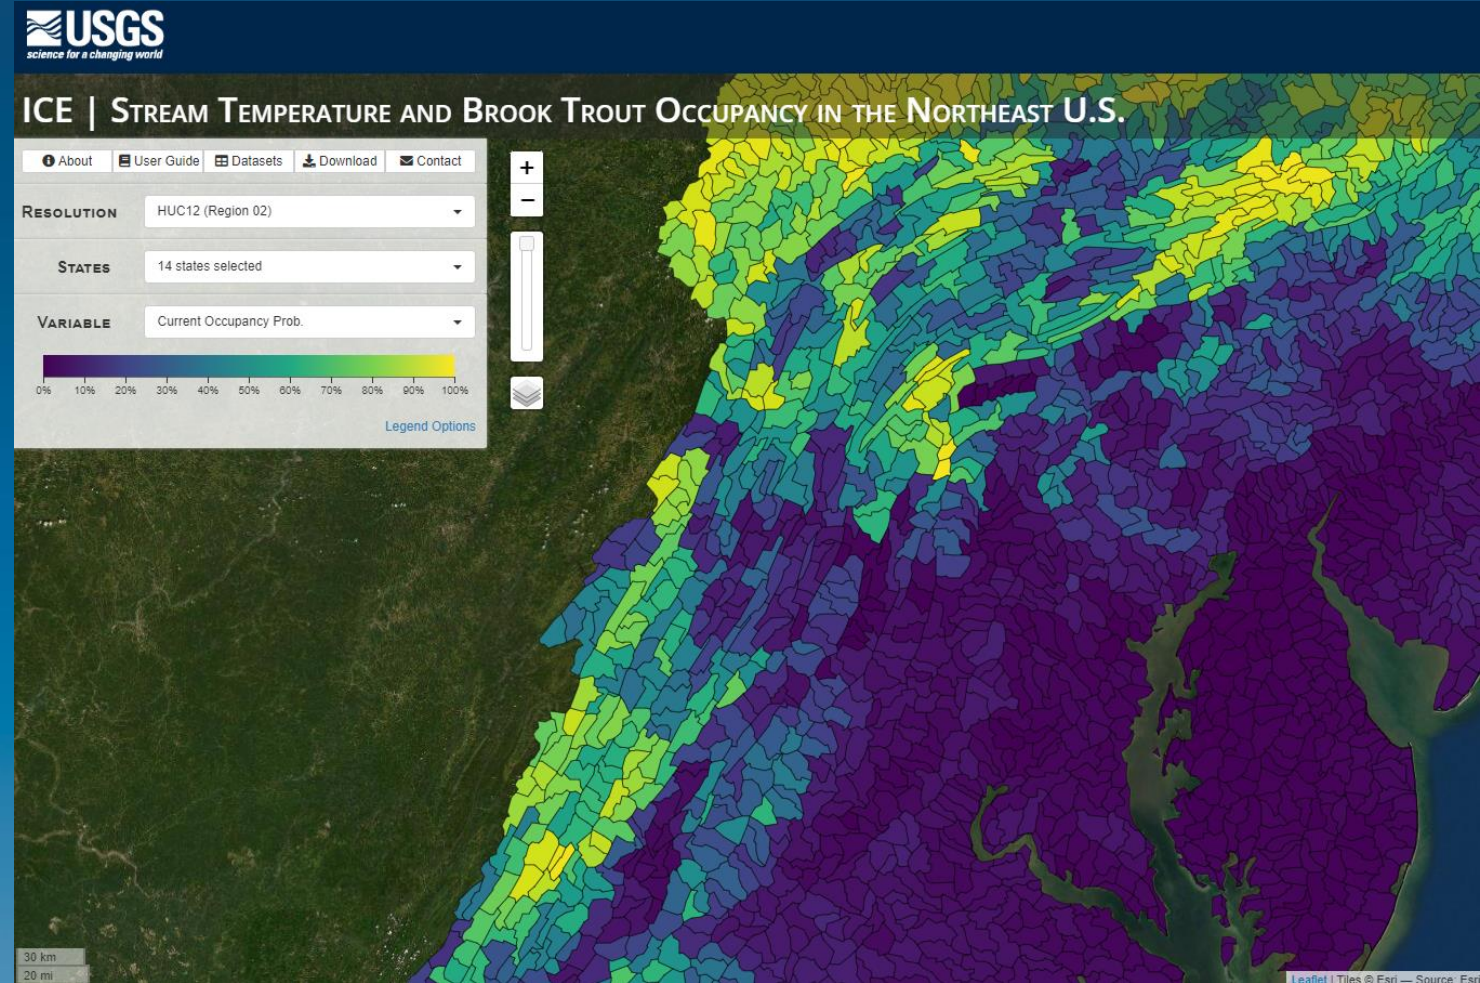 USGS
science for a changing world
ICE | Stream Temperature and Brook Trout Occupancy in the Northeast U.S.
About User Guide Datasets Download Contact
Resolution HUC12 (Region 02)
States 14 states selected
Variable Current Occupancy Prob.
0% 10% 20% 30% 40% 50% 60% 70% 80% 90% 100%
Legend Options
+
−
30 km
20 mi
Leaflet | Tiles © Esri — Source: Esri